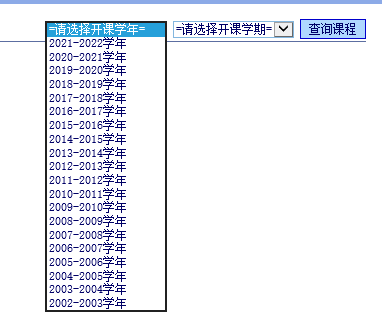 =请选择开课学年= =请选择开课学期= 查询课程
2021-2022学年
2020-2021学年
2019-2020学年
2018-2019学年
2017-2018学年
2016-2017学年
2015-2016学年
2014-2015学年
2013-2014学年
2012-2013学年
2011-2012学年
2010-2011学年
2009-2010学年
2008-2009学年
2007-2008学年
2006-2007学年
2005-2006学年
2004-2005学年
2003-2004学年
2002-2003学年